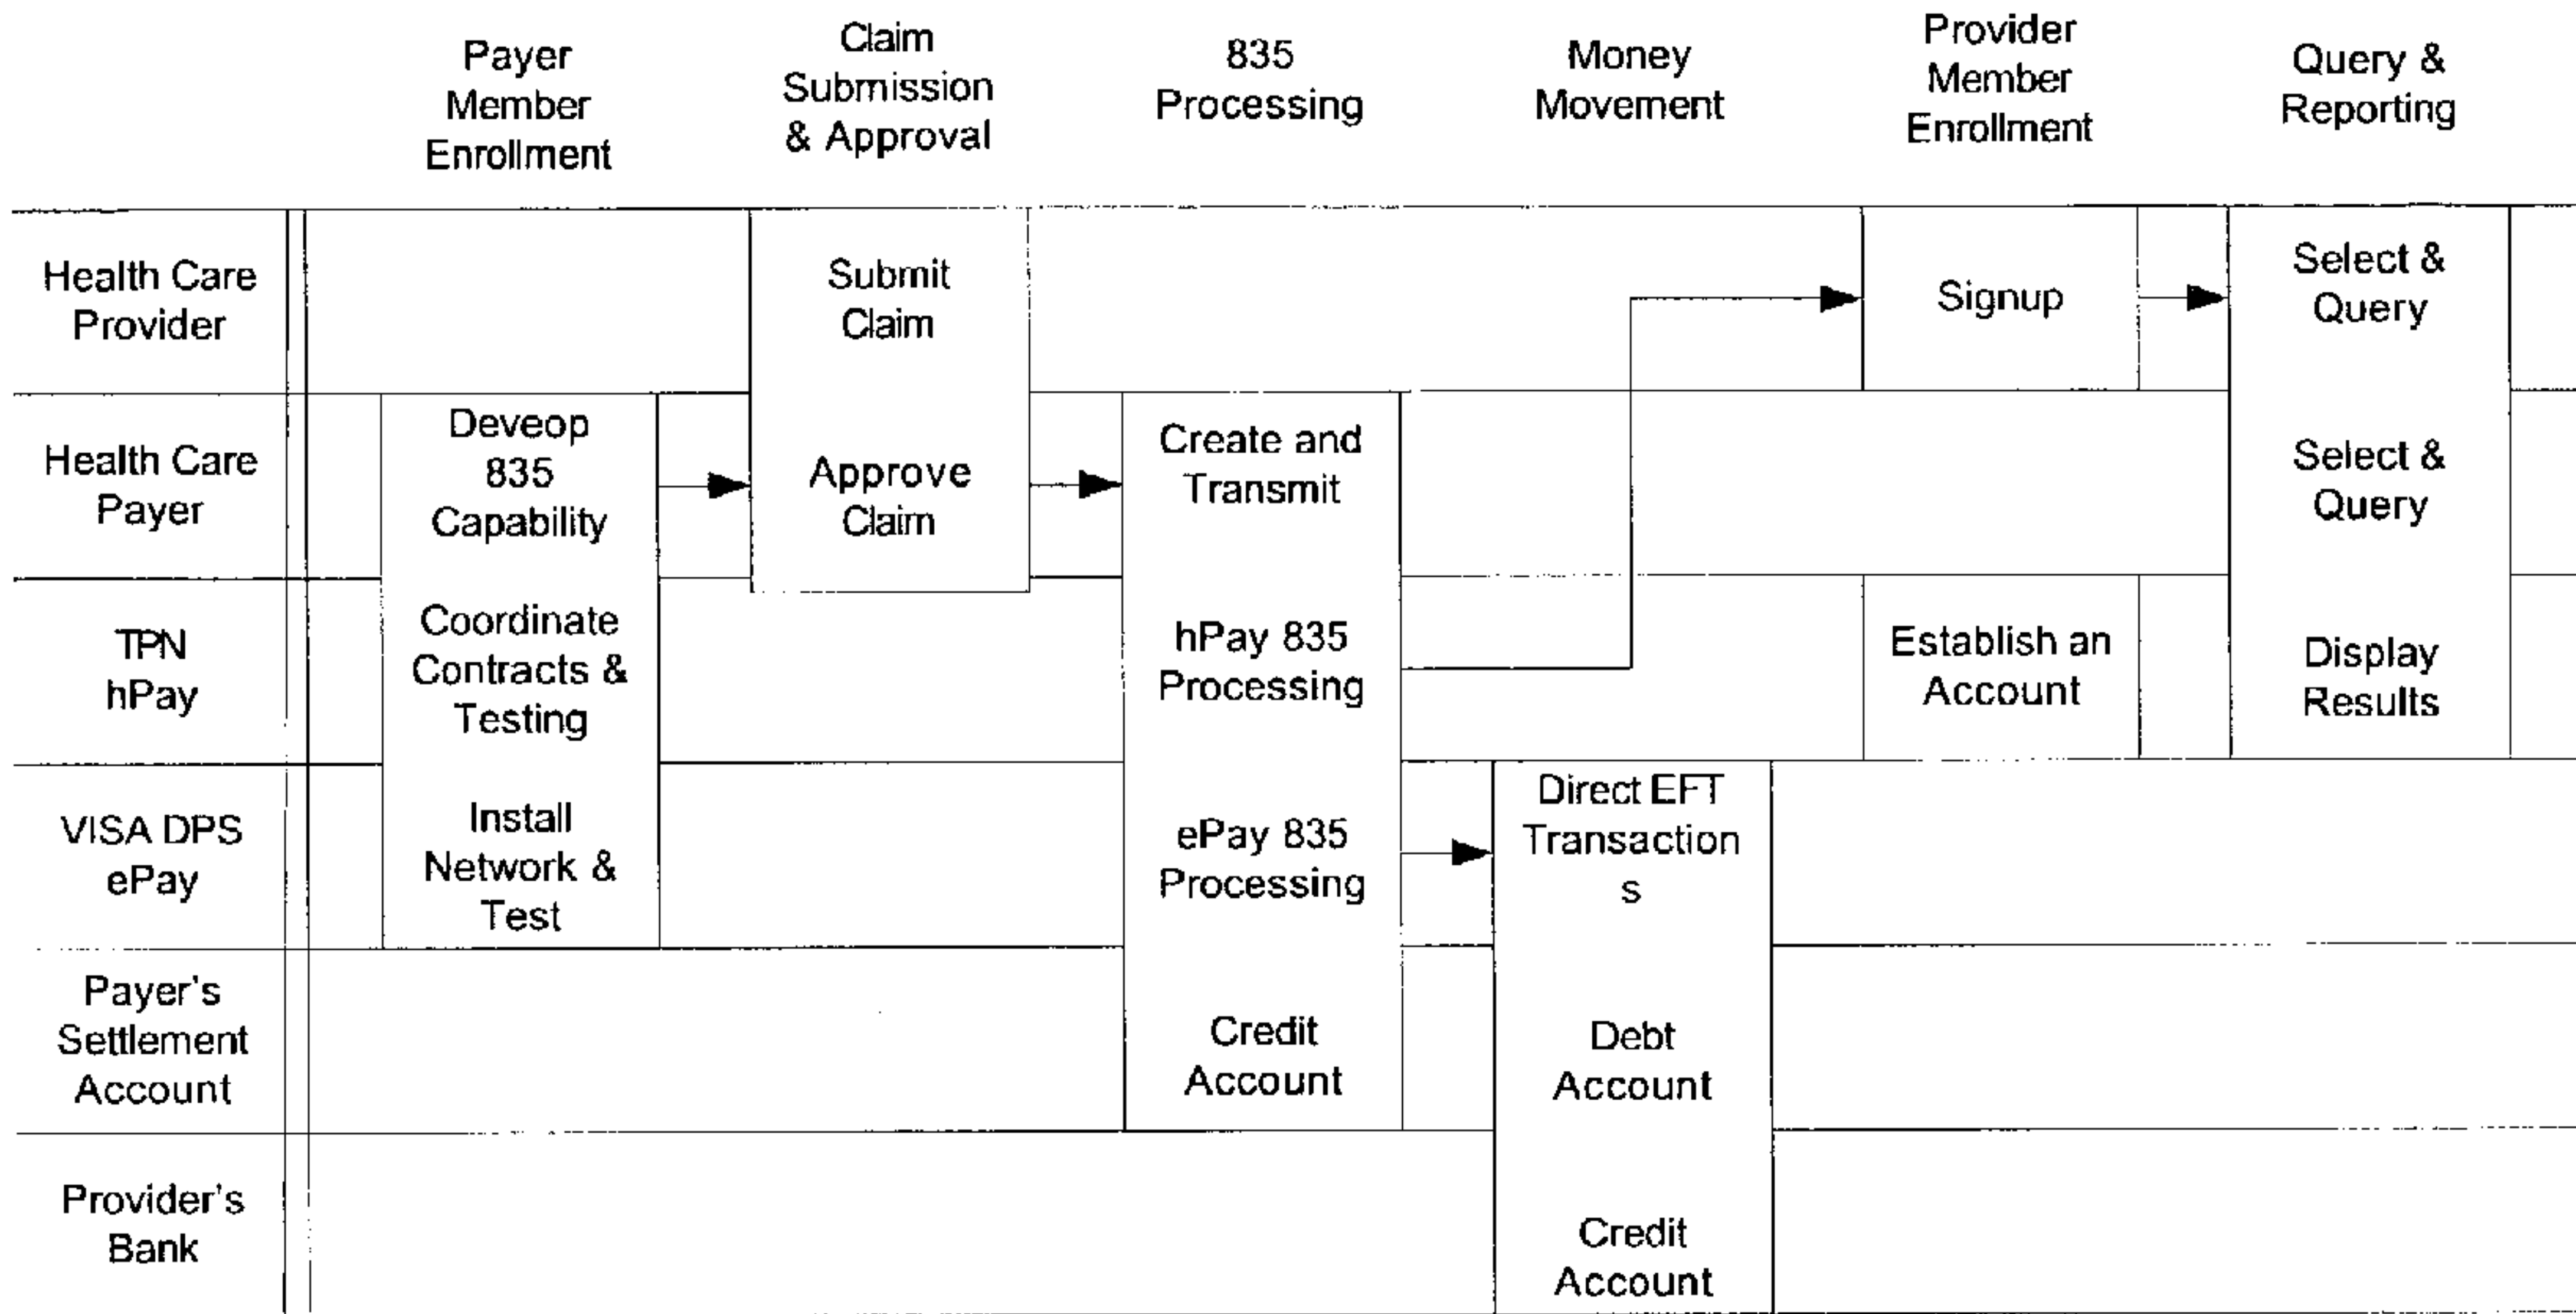 Payer
Member
Enrollment
Claim
Submission
& Approval
835
Processing
Money
Movement
Provider
Member
Enrollment
Query &
Reporting
Health Care
Provider
Submit
Claim
Signup
Select &
Query
Health Care
Payer
Deveop
835
Capability
Approve
Claim
Create and
Transmit
Select &
Query
TPN
hPay
Coordinate
Contracts &
Testing
hPay 835
Processing
Establish an
Account
Display
Results
VISA DPS
ePay
Install
Network &
Test
ePay 835
Processing
Direct EFT
Transaction
s
Payer's
Settlement
Account
Credit
Account
Debt
Account
Provider's
Bank
Credit
Account